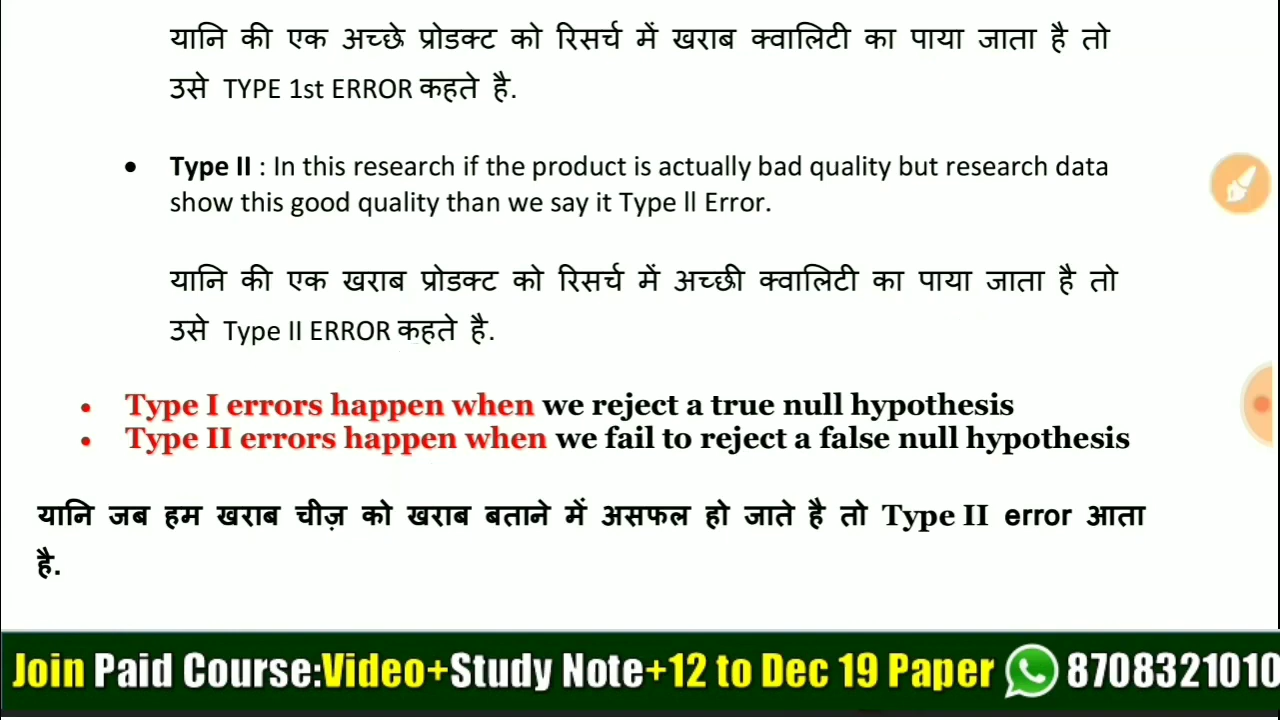 यानि की एक अच्छे प्रोडक्ट को रिसर्च में खराब क्वालिटी का पाया जाता है तो
उसे TYPE 1st ERROR कहते है.
• Type II : In this research if the product is actually bad quality but research data
show this good quality than we say it Type ll Error.
यानि की एक खराब प्रोडक्ट को रिसर्च में अच्छी क्वालिटी का पाया जाता है तो
उसे Type II ERROR कहते है.
• Type I errors happen when we reject a true null hypothesis
• Type II errors happen when we fail to reject a false null hypothesis
यानि जब हम खराब चीज़ को खराब बताने में असफल हो जाते है तो Type II error आता
है.
Join Paid Course:Video+Study Note+12 to Dec 19 Paper 8708321010